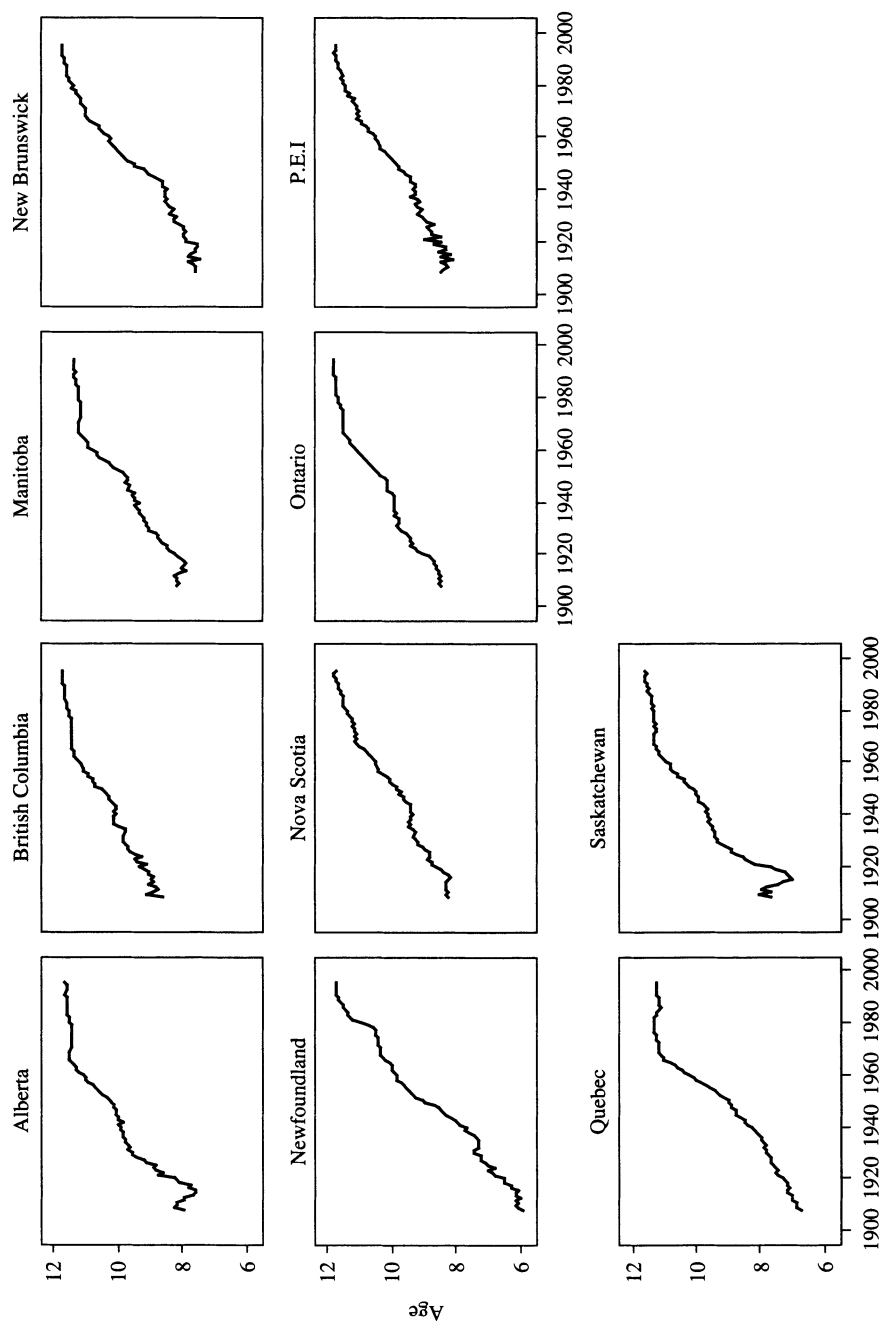 Alberta
British Columbia
Manitoba
New Brunswick
12
10
8
6
Newfoundland
Nova Scotia
Ontario
P.E.I
12
10
8
6
1900 1920 1940 1960 1980 2000
1900 1920 1940 1960 1980 2000
Age
Quebec
Saskatchewan
12
10
8
6
1900 1920 1940 1960 1980 2000
1900 1920 1940 1960 1980 2000